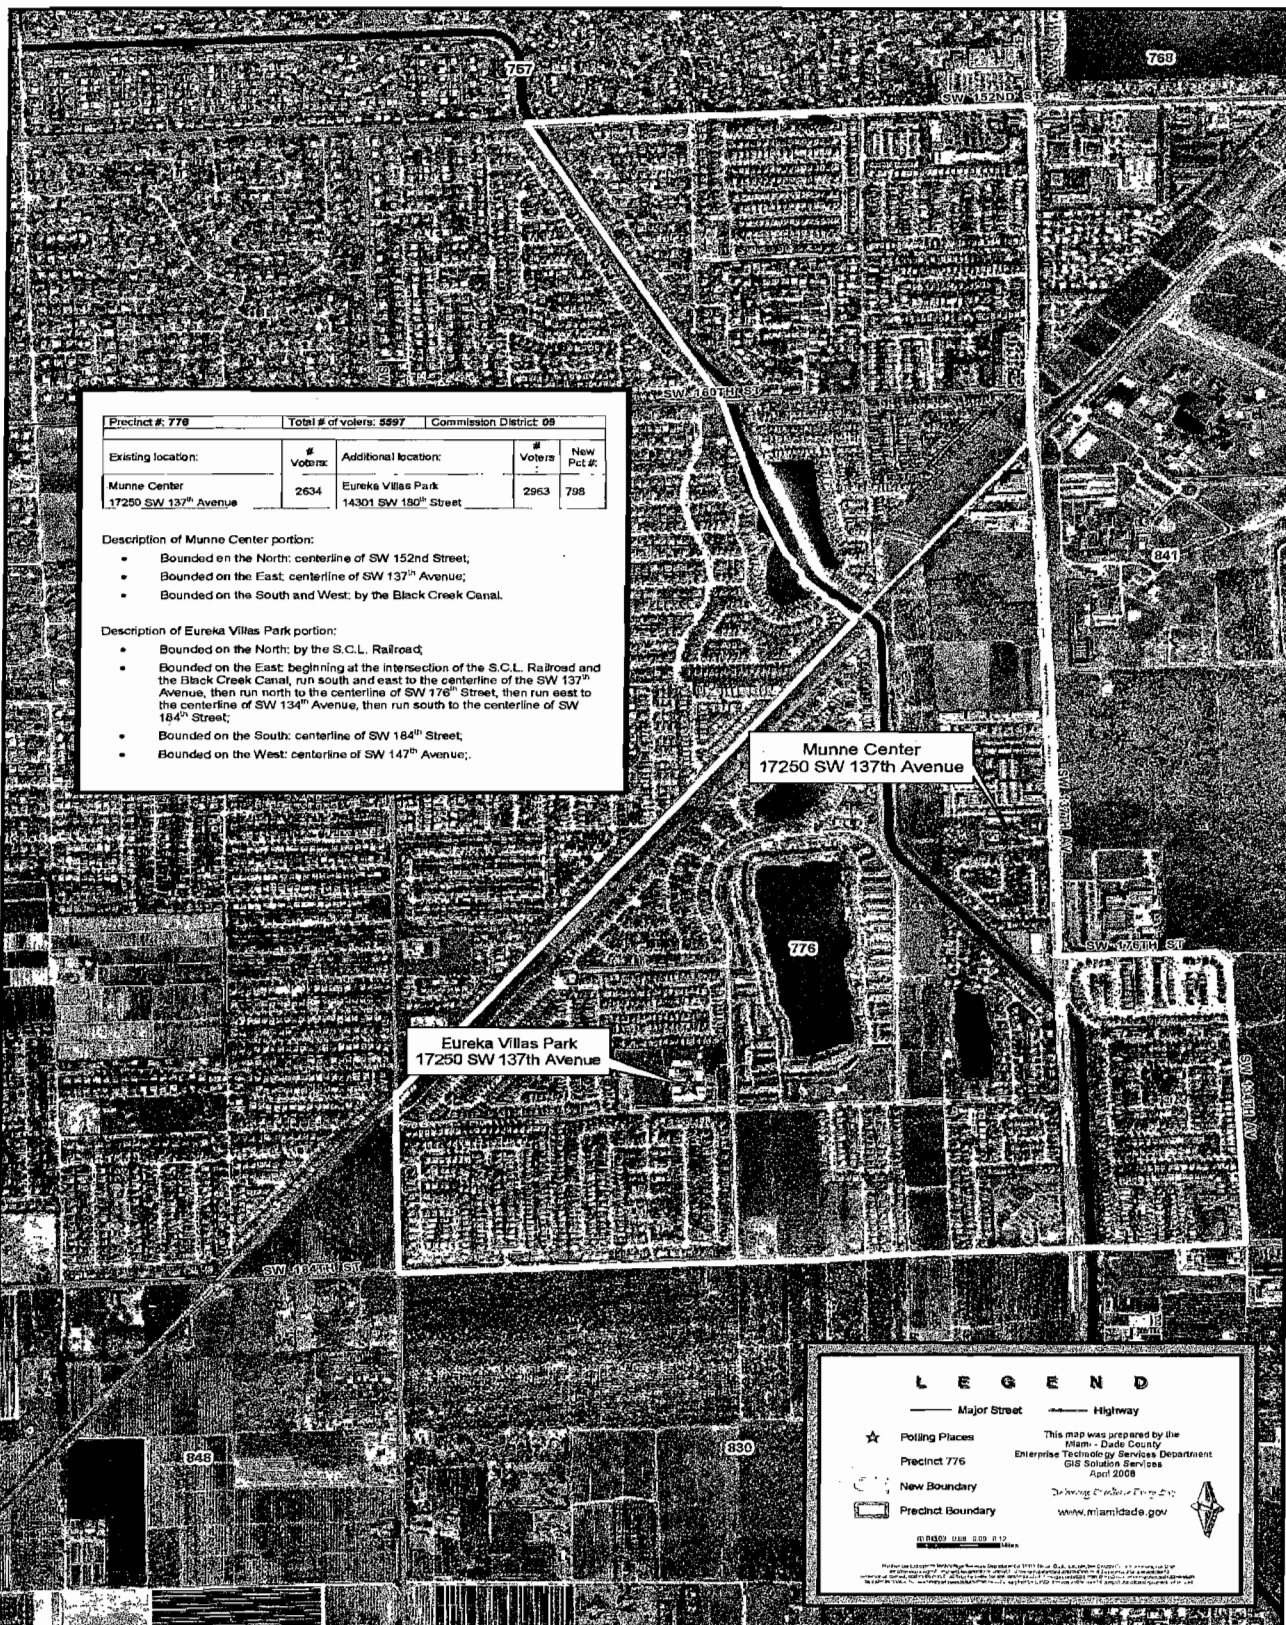 757
768
SW 152ND ST
SW 160TH ST
Precinct #: 776 Total # of voters: 5597 Commission District: 09
Existing location: # Voters: Additional location: # Voters : New Pct #:
Munne Center
17250 SW 137th Avenue 2634 Eureka Villas Park
14301 SW 180th Street 2963 798
Description of Munne Center portion:
• Bounded on the North: centerline of SW 152nd Street;
• Bounded on the East: centerline of SW 137th Avenue;
• Bounded on the South and West: by the Black Creek Canal.
Description of Eureka Villas Park portion:
• Bounded on the North: by the S.C.L. Railroad;
• Bounded on the East: beginning at the intersection of the S.C.L. Railroad and
the Black Creek Canal, run south and east to the centerline of the SW 137th
Avenue, then run north to the centerline of SW 176th Street, then run east to
the centerline of SW 134th Avenue, then run south to the centerline of SW
184th Street;
• Bounded on the South: centerline of SW 184th Street;
• Bounded on the West: centerline of SW 147th Avenue;.
841
Munne Center
17250 SW 137th Avenue
776
SW 176TH ST
Eureka Villas Park
17250 SW 137th Avenue
SW 184TH ST
848
830
LEGEND
Major Street Highway
Polling Places
Precinct 776
New Boundary
Precinct Boundary
This map was prepared by the
Miami - Dade County
Enterprise Technology Services Department
GIS Solution Services
April 2008
www.miamidade.gov
Miles